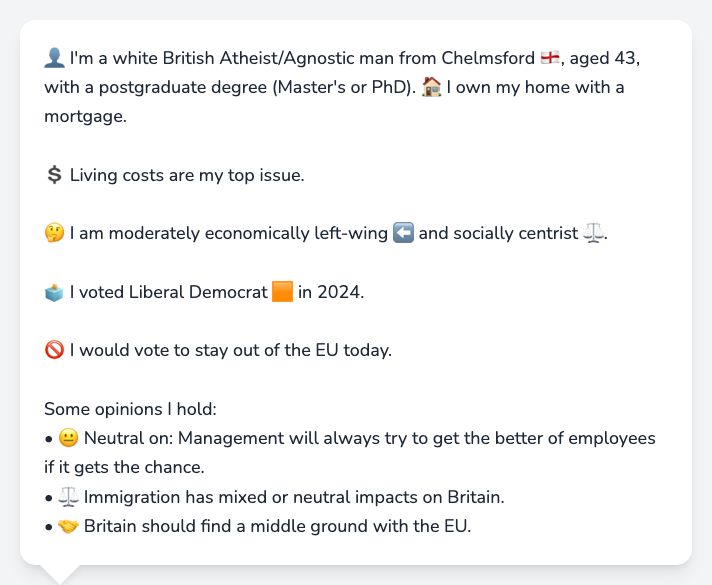 👤 I'm a white British Atheist/Agnostic man from Chelmsford 🏴󠁧󠁢󠁥󠁮󠁧󠁿, aged 43,
with a postgraduate degree (Master's or PhD). 🏠 I own my home with a
mortgage.
💲 Living costs are my top issue.
🤔 I am moderately economically left-wing ⬅️ and socially centrist ⚖️.
🗳️ I voted Liberal Democrat 🟧 in 2024.
🚫 I would vote to stay out of the EU today.
Some opinions I hold:
• 😐 Neutral on: Management will always try to get the better of employees
if it gets the chance.
• ⚖️ Immigration has mixed or neutral impacts on Britain.
• 🤝 Britain should find a middle ground with the EU.